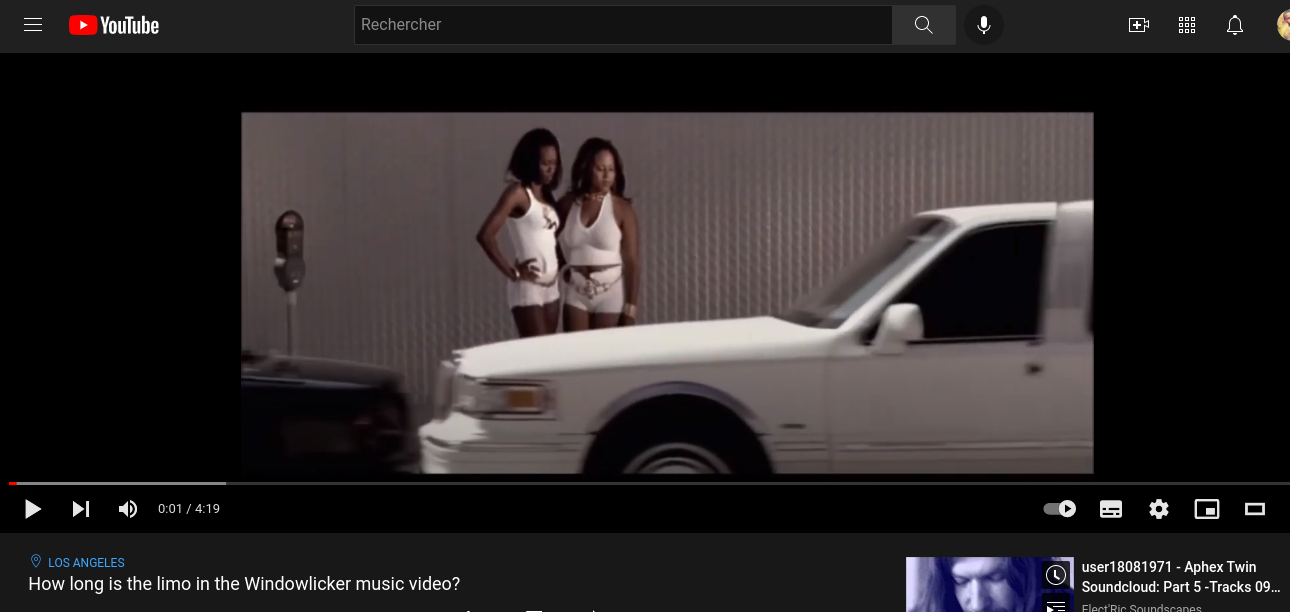 YouTube
Rechercher
0:01 / 4:19
LOS ANGELES
How long is the limo in the Windowlicker music video?
user18081971 - Aphex Twin
Soundcloud: Part 5 -Tracks 09...
Elect'Ric Soundscapes